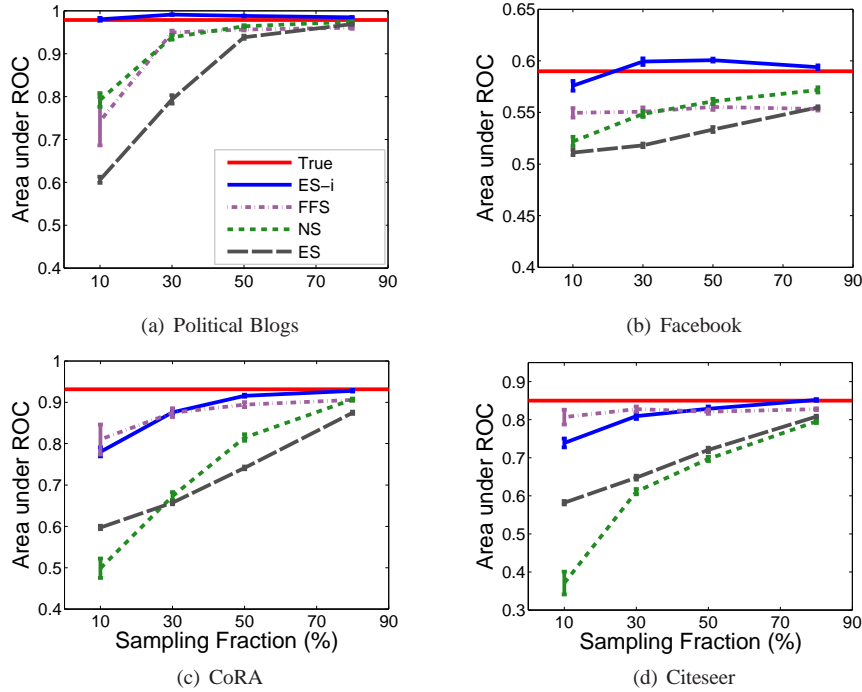 1
0.9
0.8
0.7
0.6
0.5
0.4
Area under ROC
10 30 50 70 90
True
ES-i
FFS
NS
ES
(a) Political Blogs
0.65
0.6
0.55
0.5
0.45
0.4
Area under ROC
10 30 50 70 90
(b) Facebook
1
0.9
0.8
0.7
0.6
0.5
0.4
Area under ROC
10 30 50 70 90
Sampling Fraction (%)
(c) CoRA
0.9
0.8
0.7
0.6
0.5
0.4
0.3
Area under ROC
10 30 50 70 90
Sampling Fraction (%)
(d) Citeseer